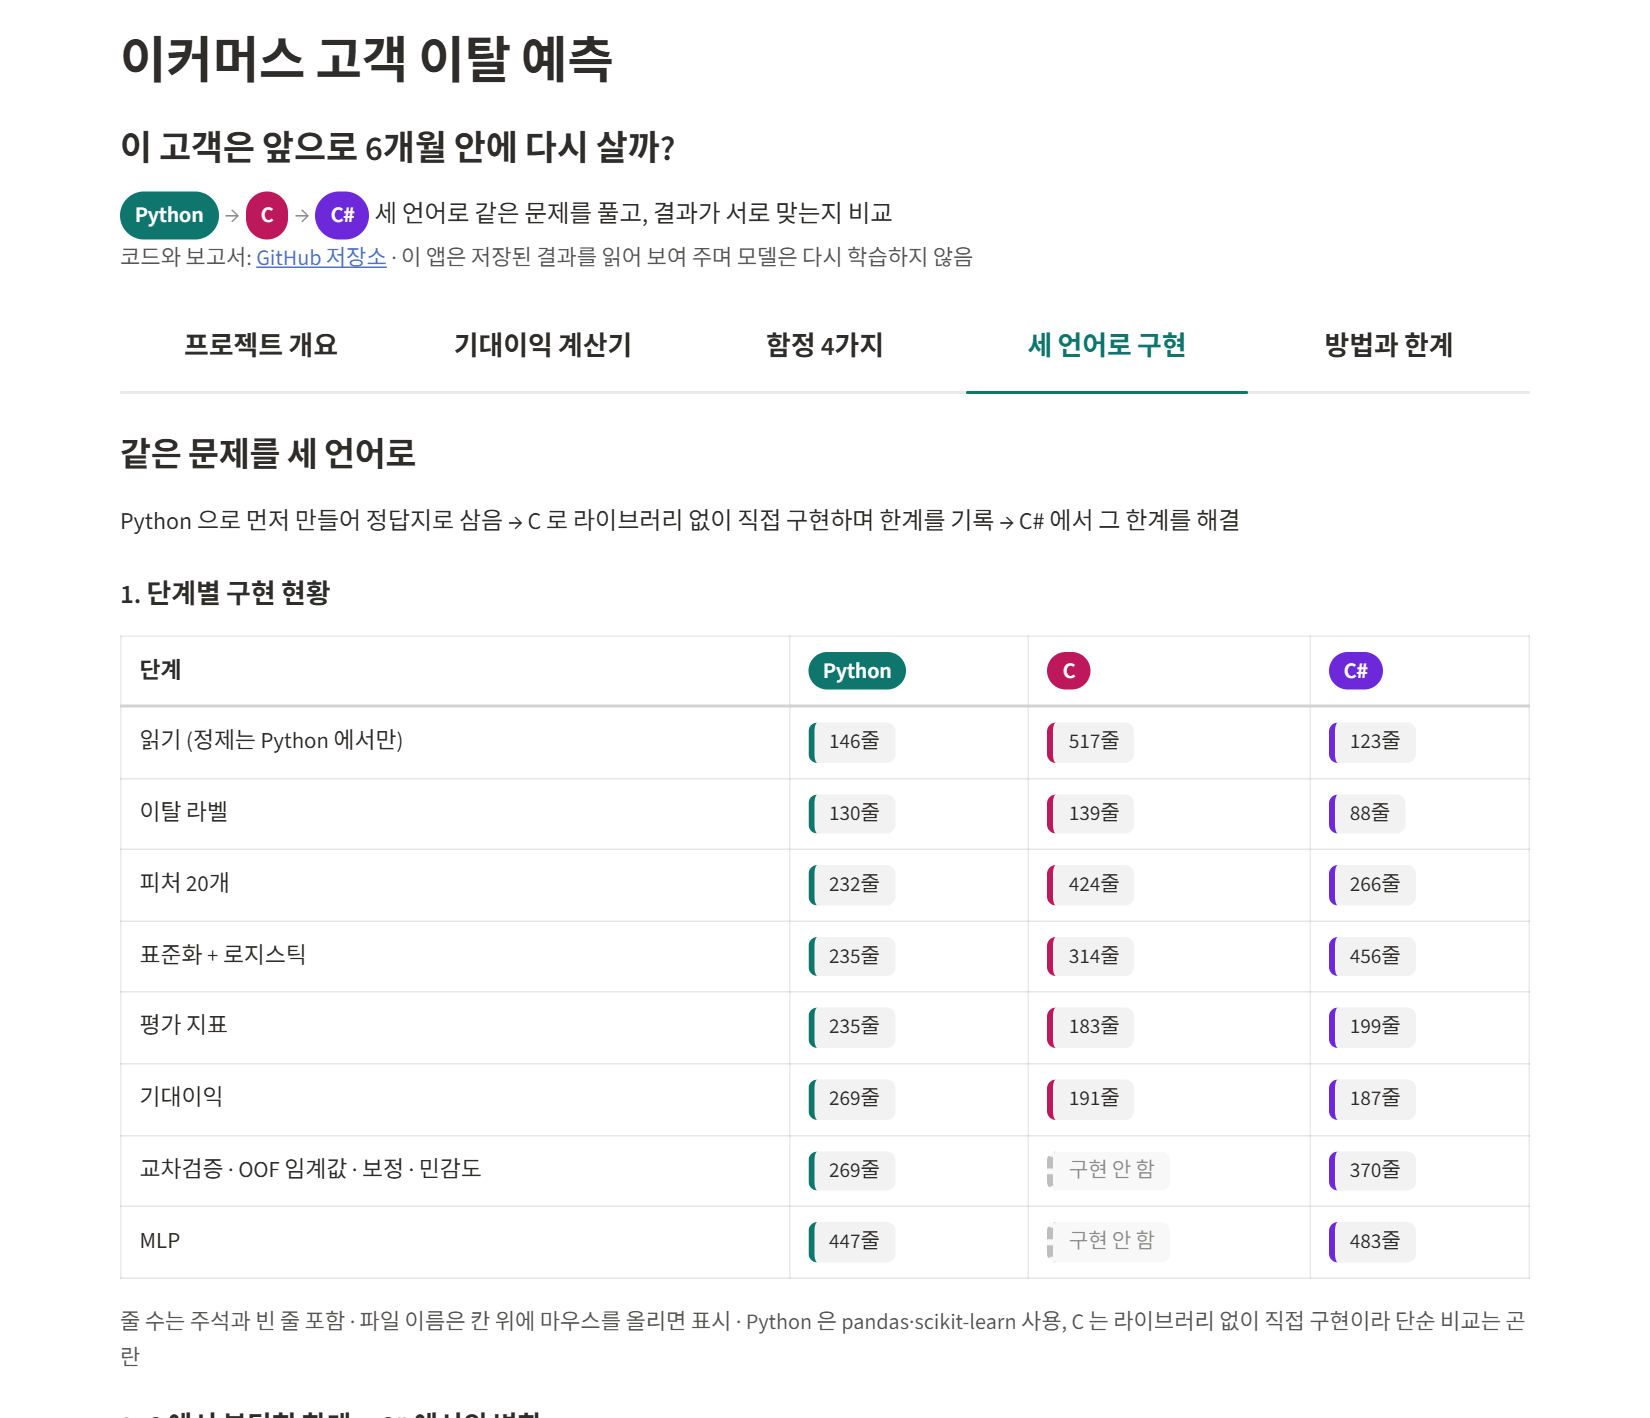 이커머스 고객 이탈 예측
이 고객은 앞으로 6개월 안에 다시 살까?
Python → C → C# 세 언어로 같은 문제를 풀고, 결과가 서로 맞는지 비교
코드와 보고서: GitHub 저장소 · 이 앱은 저장된 결과를 읽어 보여 주며 모델은 다시 학습하지 않음
프로젝트 개요 기대이익 계산기 함정 4가지 세 언어로 구현 방법과 한계
같은 문제를 세 언어로
Python 으로 먼저 만들어 정답지로 삼음 → C 로 라이브러리 없이 직접 구현하며 한계를 기록 → C# 에서 그 한계를 해결
1. 단계별 구현 현황
단계 Python C C#
읽기 (정제는 Python 에서만) 146줄 517줄 123줄
이탈 라벨 130줄 139줄 88줄
피처 20개 232줄 424줄 266줄
표준화 + 로지스틱 235줄 314줄 456줄
평가 지표 235줄 183줄 199줄
기대이익 269줄 191줄 187줄
교차검증 · OOF 임계값 · 보정 · 민감도 269줄 구현 안 함 370줄
MLP 447줄 구현 안 함 483줄
줄 수는 주석과 빈 줄 포함 · 파일 이름은 칸 위에 마우스를 올리면 표시 · Python 은 pandas·scikit-learn 사용, C 는 라이브러리 없이 직접 구현이라 단순 비교는 곤
란